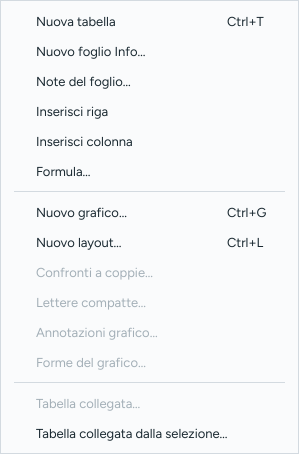 Nuova tabella Ctrl+T
Nuovo foglio Info...
Note del foglio...
Inserisci riga
Inserisci colonna
Formula...
Nuovo grafico... Ctrl+G
Nuovo layout... Ctrl+L
Confronti a coppie...
Lettere compatte...
Annotazioni grafico...
Forme del grafico...
Tabella collegata...
Tabella collegata dalla selezione...